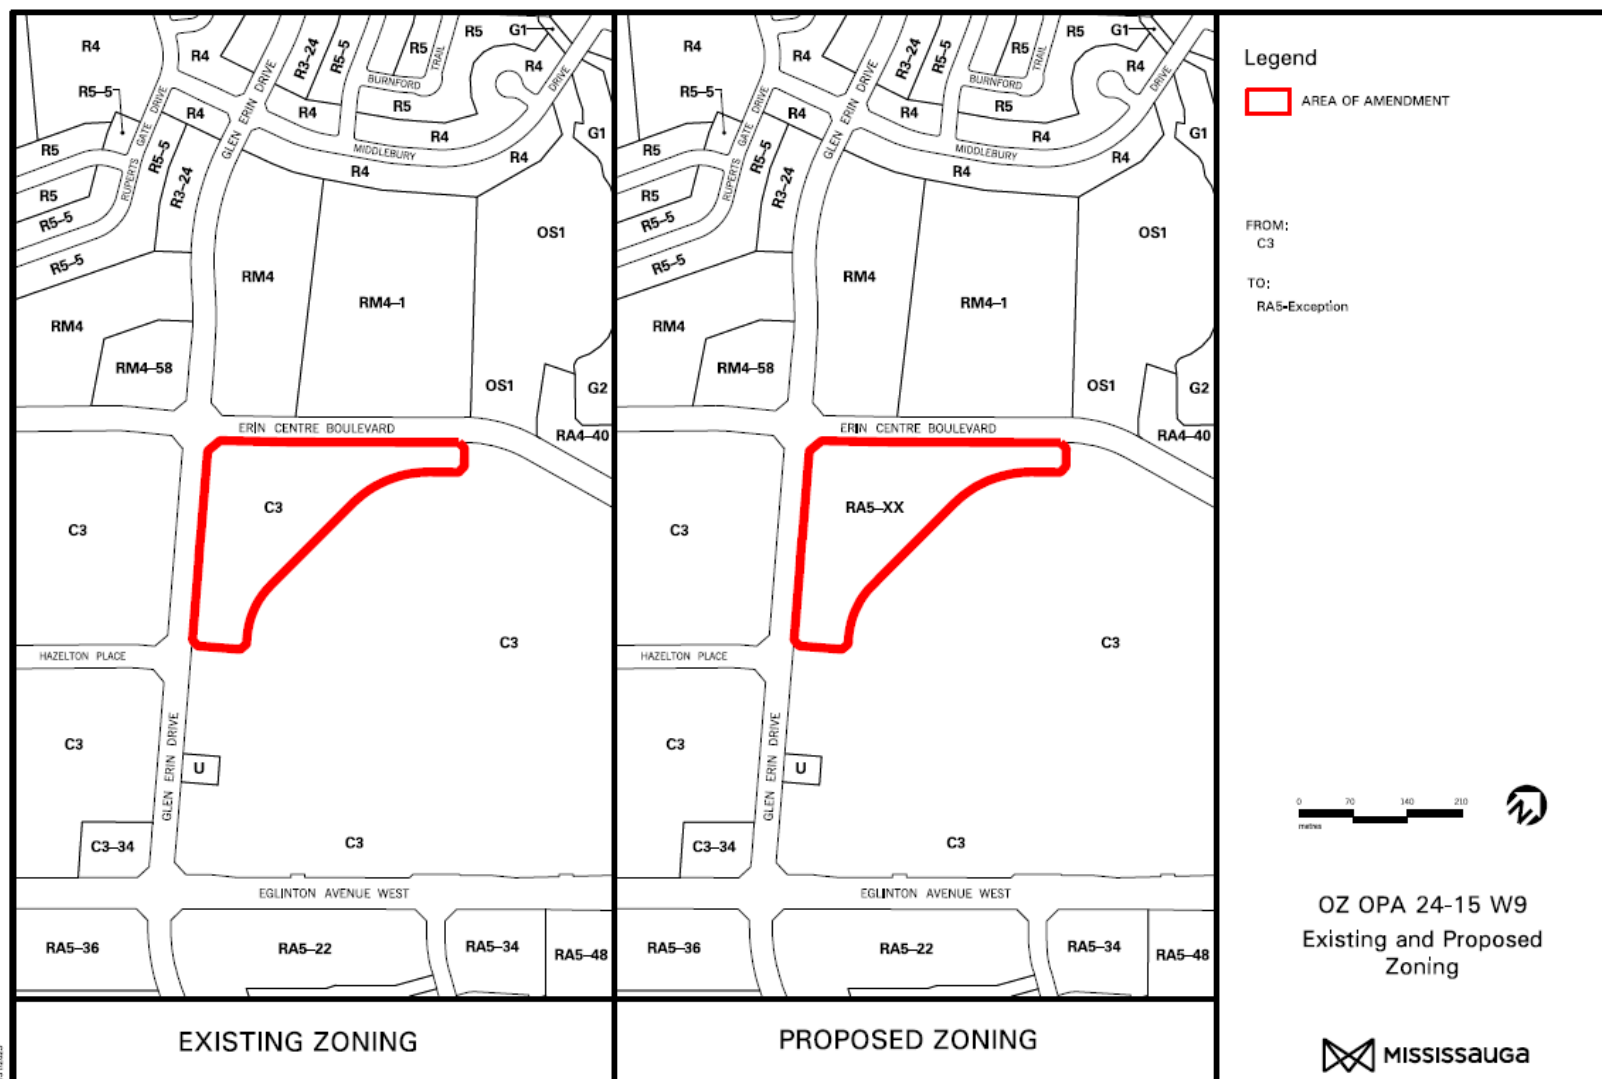 R4
R4
R3-24
R5-5
R5
R5
G1
R4
BURNFORD
TRAIL
DRIVE
R5-5
R4
R4
R5
R4
G1
RUPERTS GATE DRIVE
GLEN ERIN DRIVE
R5
R5-5
R3-24
MIDDLEBURY
R4
R4
R5
R5-5
R5-5
OS1
RM4
RM4-1
RM4
RM4-58
OS1
G2
ERIN CENTRE BOULEVARD
RA4-40
C3
C3
C3
HAZELTON PLACE
C3
GLEN ERIN DRIVE
U
C3-34
C3
EGLINTON AVENUE WEST
RA5-36
RA5-22
RA5-34
RA5-48
EXISTING ZONING
R4
R4
R3-24
R5-5
R5
R5
G1
R4
BURNFORD
TRAIL
DRIVE
R5-5
R4
R4
R5
R4
G1
RUPERTS GATE DRIVE
GLEN ERIN DRIVE
R5
R5-5
R3-24
MIDDLEBURY
R4
R4
R5
R5-5
R5-5
OS1
RM4
RM4-1
RM4
RM4-58
OS1
G2
ERIN CENTRE BOULEVARD
RA4-40
RA5-XX
C3
C3
HAZELTON PLACE
C3
GLEN ERIN DRIVE
U
C3-34
C3
EGLINTON AVENUE WEST
RA5-36
RA5-22
RA5-34
RA5-48
PROPOSED ZONING
Legend
AREA OF AMENDMENT
FROM:
C3
TO:
RA5-Exception
0 70 140 210
metres
OZ OPA 24-15 W9
Existing and Proposed
Zoning
MISSISSAUGA